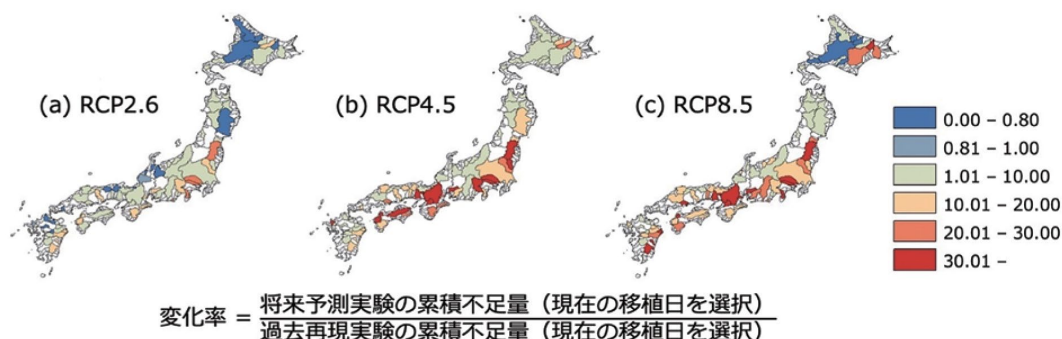 (a) RCP2.6
(b) RCP4.5
(c) RCP8.5
0.00 – 0.80
0.81 – 1.00
1.01 – 10.00
10.01 – 20.00
20.01 – 30.00
30.01 –
変化率 = 将来予測実験の累積不足量（現在の移植日を選択）
過去再現実験の累積不足量（現在の移植日を選択）